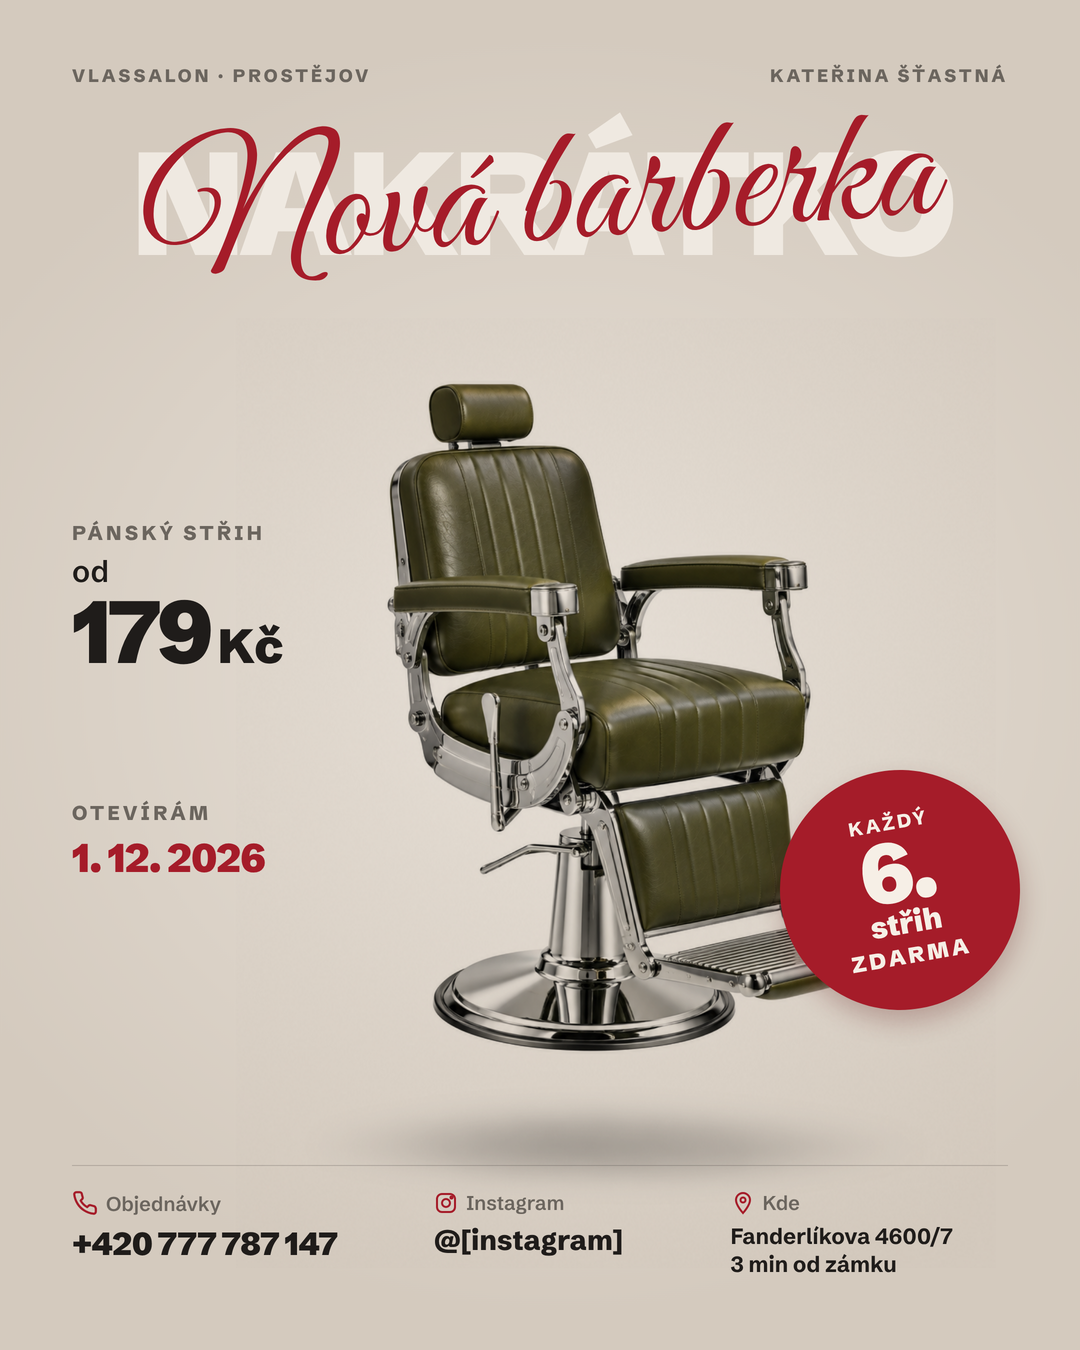 VLASSALON · PROSTĚJOV
KATEŘINA ŠŤASTNÁ
NAKRÁTKO
Nová barberka
PÁNSKÝ STŘIH
od
179 Kč
OTEVÍRÁM
1. 12. 2026
KAŽDÝ
6.
střih
ZDARMA
Objednávky
+420 777 787 147
Instagram
@[instagram]
Kde
Fanderlíkova 4600/7
3 min od zámku